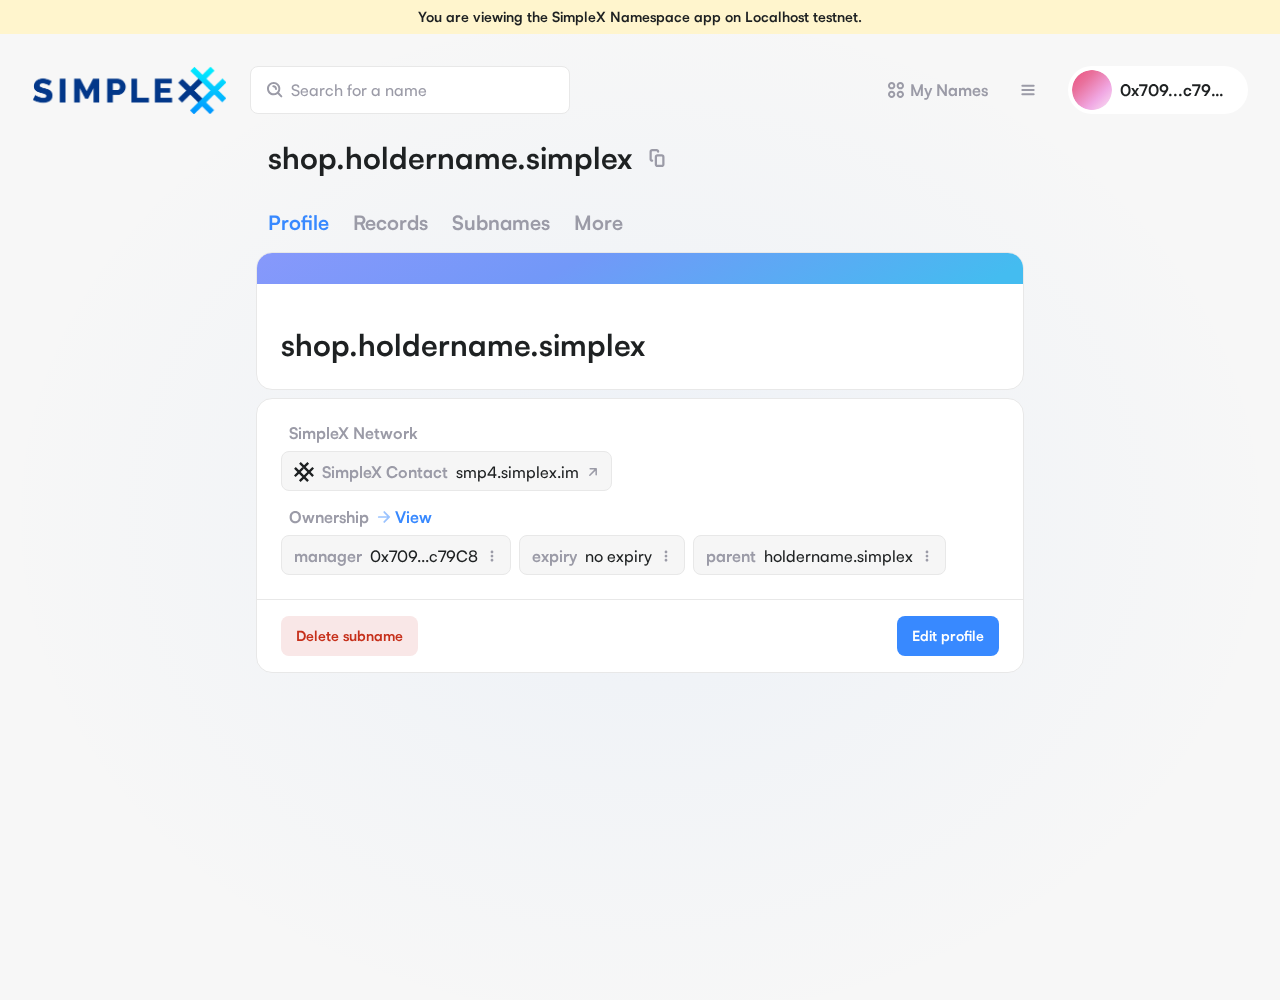 You are viewing the SimpleX Namespace app on Localhost testnet.
SIMPLEX
Search for a name
My Names
0x709...c79...
shop.holdername.simplex
Profile Records Subnames More
shop.holdername.simplex
SimpleX Network
SimpleX Contact smp4.simplex.im
Ownership → View
manager 0x709...c79C8 expiry no expiry parent holdername.simplex
Delete subname Edit profile